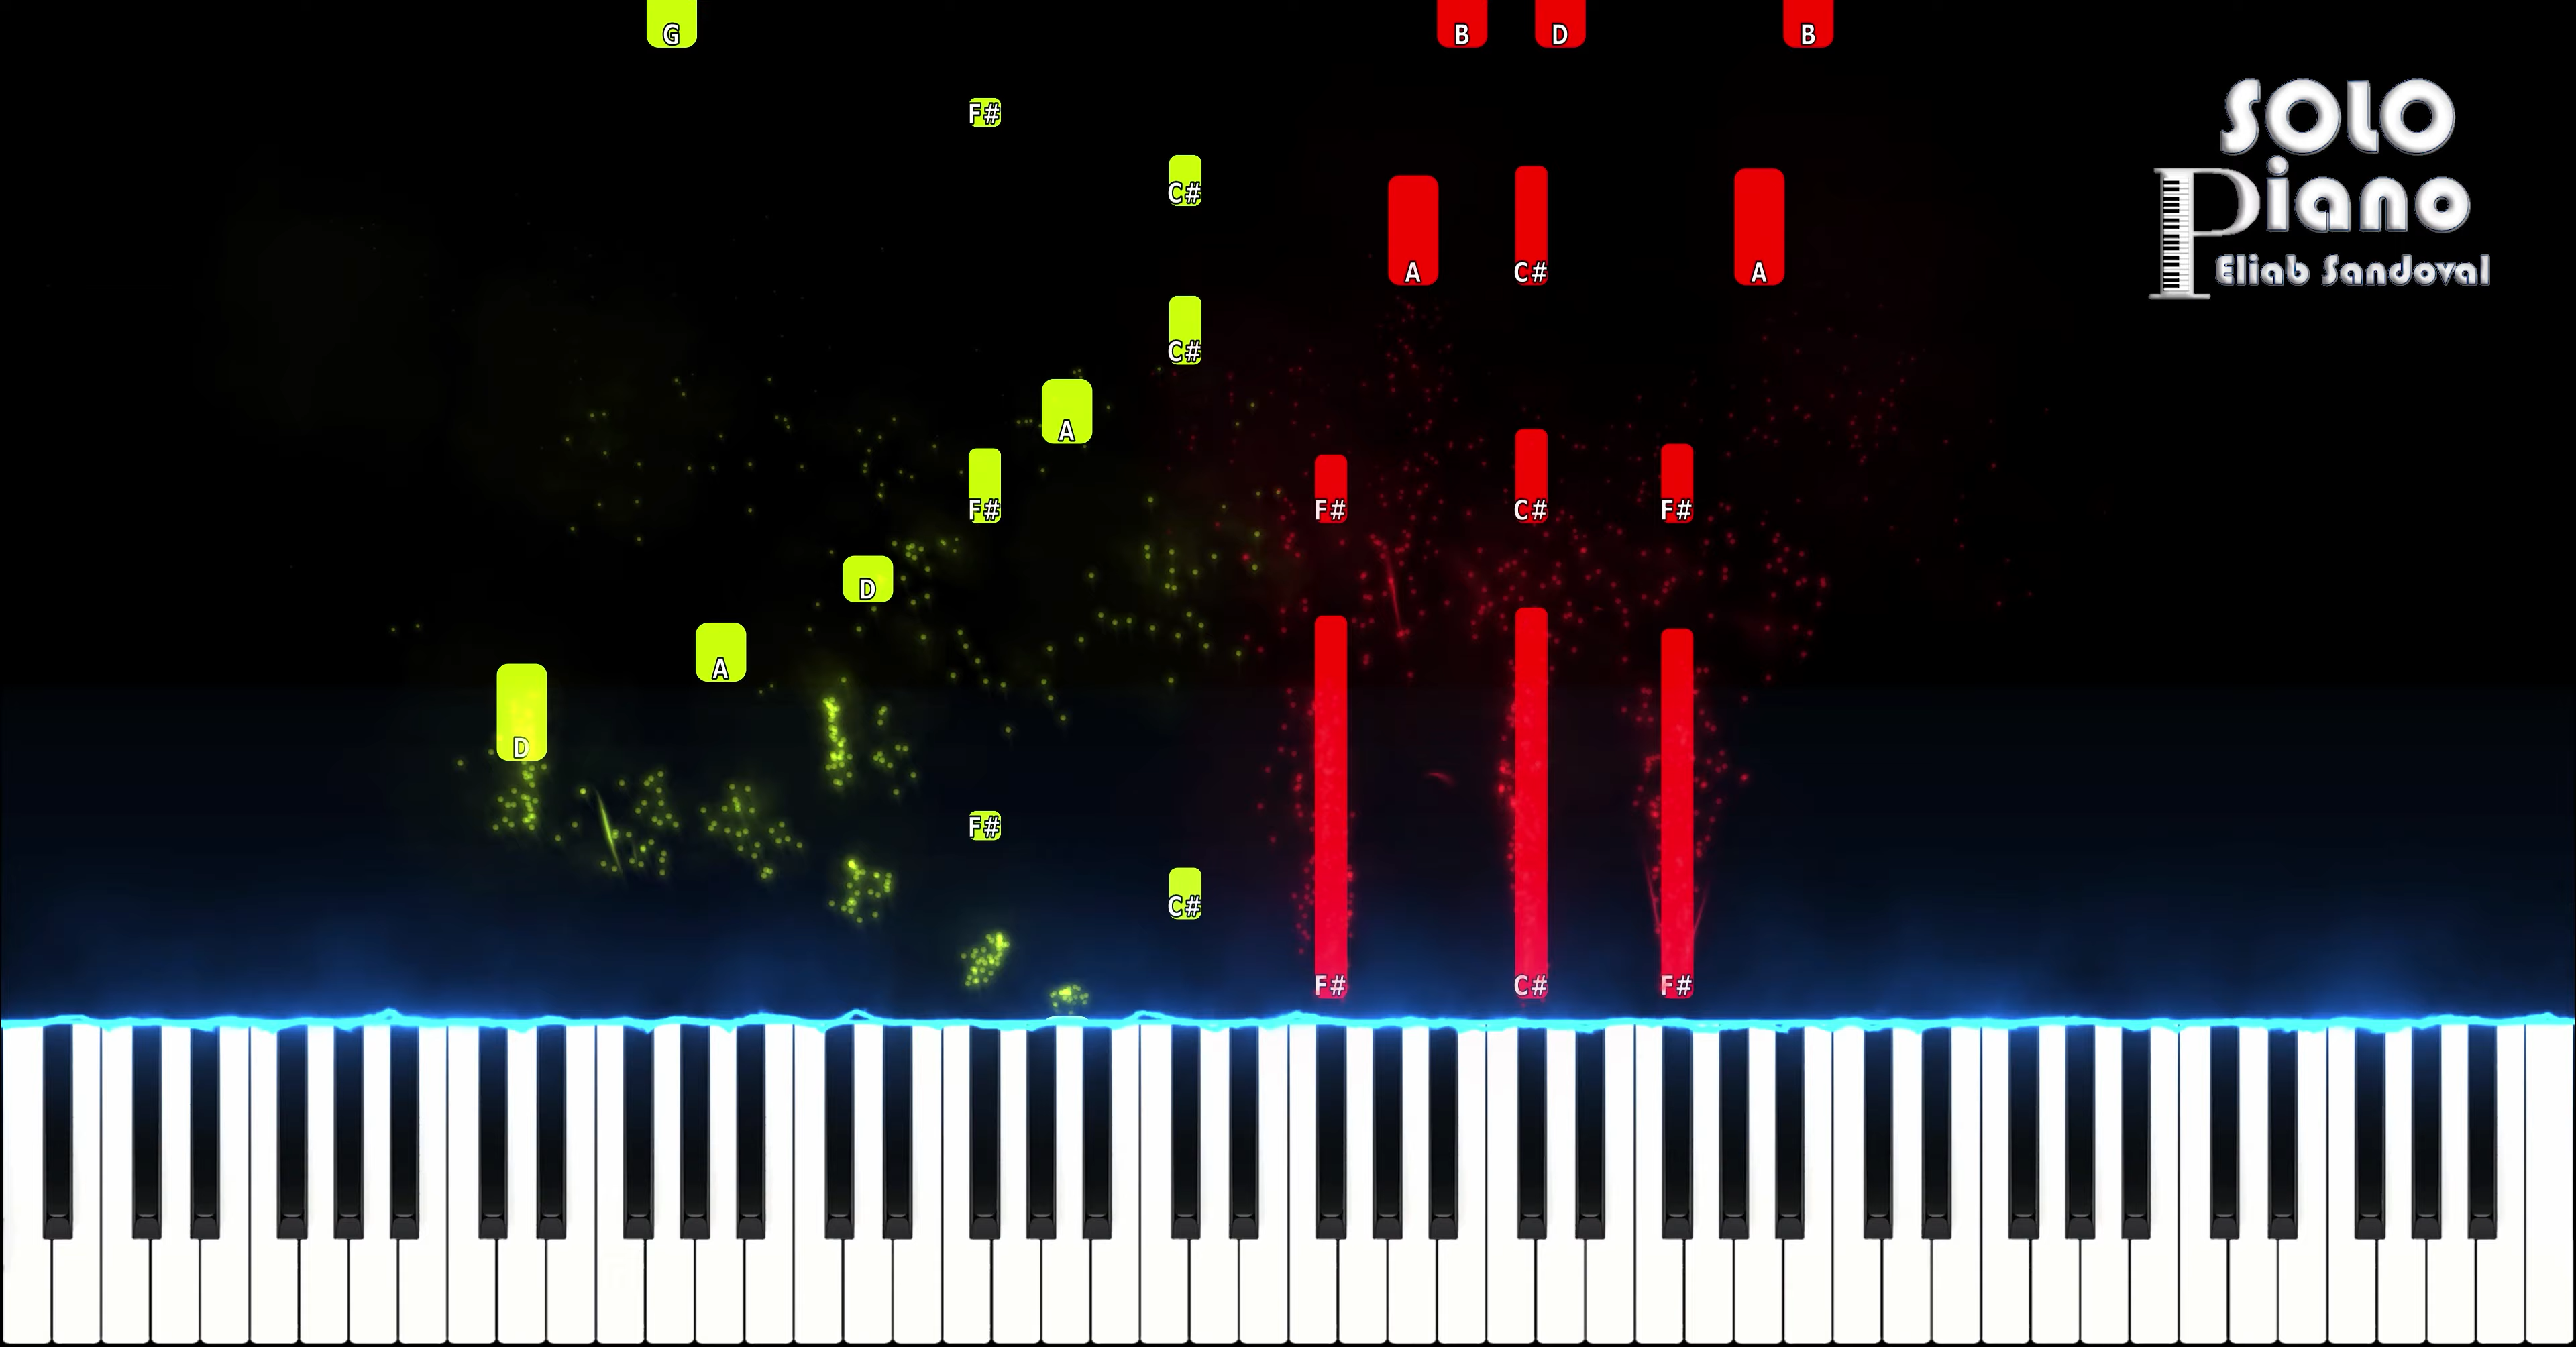 G B D B
F#
C#
A C# A
C#
A
F# F# C# F#
D
A
D
F#
C#
F# C# F#
SOLO
Piano
Eliab Sandoval